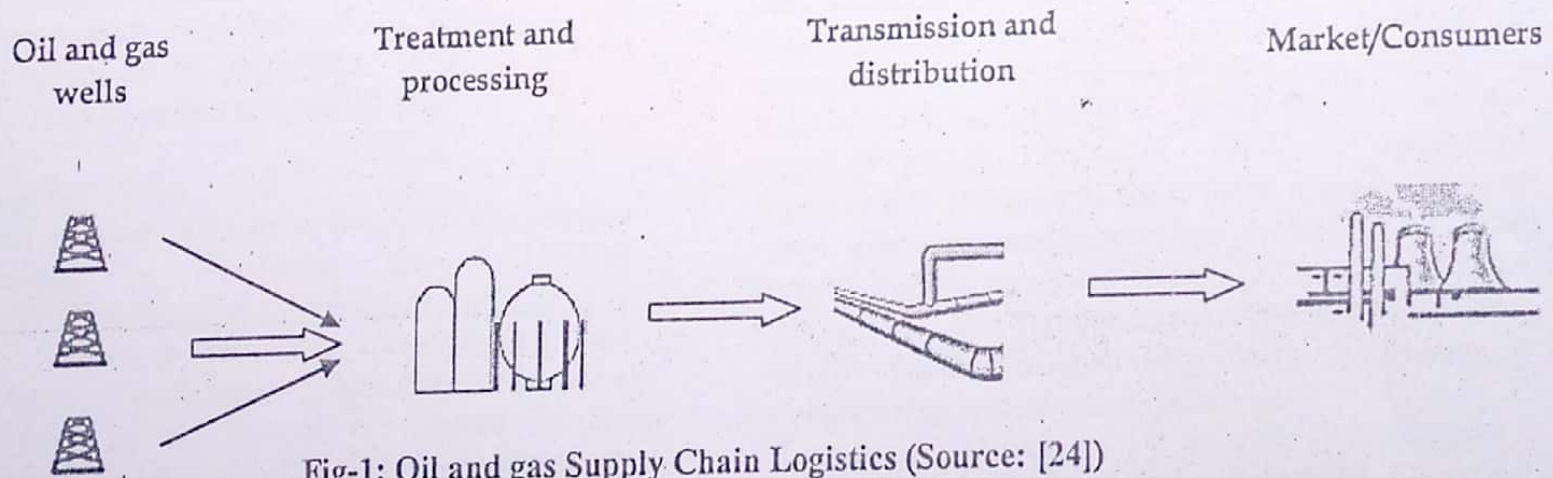 Oil and gas
wells
Treatment and
processing
Transmission and
distribution
Market/Consumers
Fig-1: Oil and gas Supply Chain Logistics (Source: [24])